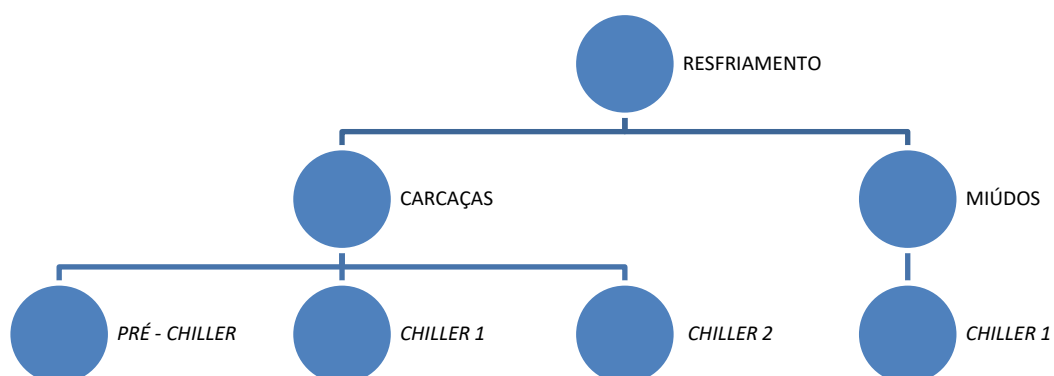 RESFRIAMENTO
CARCAÇAS
MIÚDOS
PRÉ - CHILLER
CHILLER 1
CHILLER 2
CHILLER 1